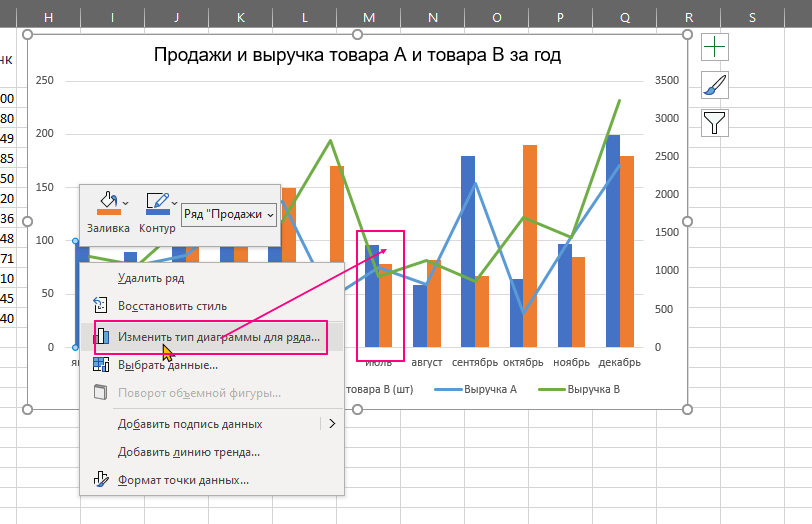 H I J K L M N O P Q R S
Продажи и выручка товара A и товара B за год
нк
00
80
49
85
50
20
36
48
71
10
45
40
250
200
150
100
50
0
3500
3000
2500
2000
1500
1000
500
0
Заливка Контур Ряд "Продажи
Удалить ряд
Восстановить стиль
Изменить тип диаграммы для ряда...
Выбрать данные...
Поворот объемной фигуры...
Добавить подпись данных
Добавить линию тренда...
Формат точки данных...
июль август сентябрь октябрь ноябрь декабрь
товара B (шт) Выручка A Выручка B